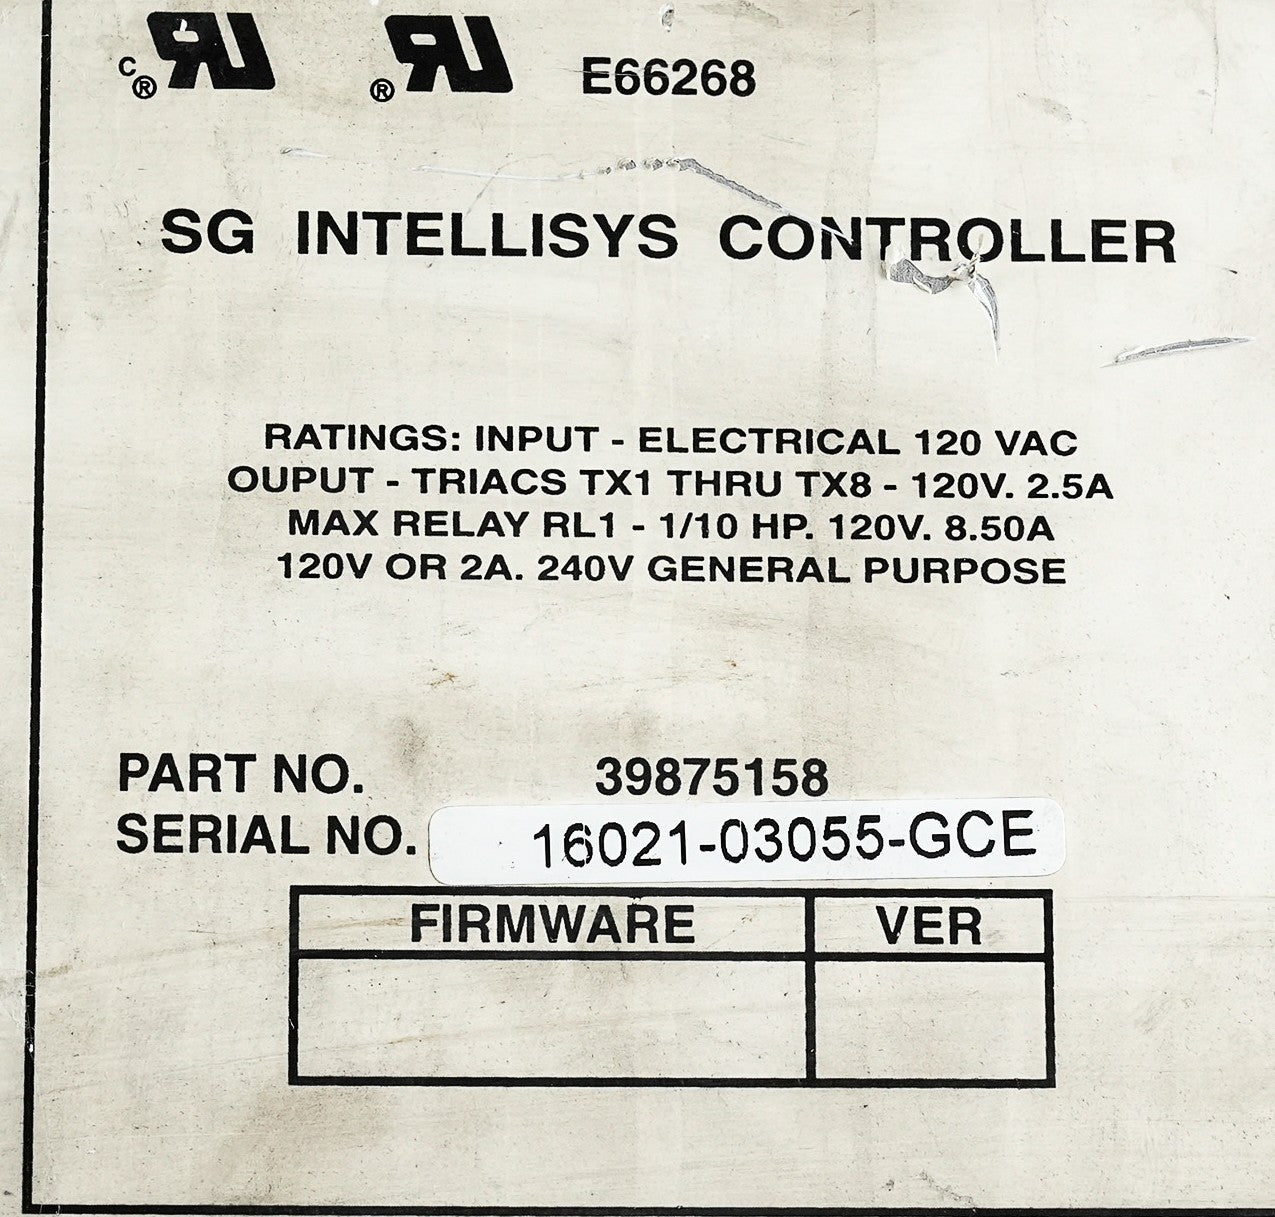 C ® RU ® RU E66268
SG INTELLISYS CONTROLLER
RATINGS: INPUT - ELECTRICAL 120 VAC
OUPUT - TRIACS TX1 THRU TX8 - 120V. 2.5A
MAX RELAY RL1 - 1/10 HP. 120V. 8.50A
120V OR 2A. 240V GENERAL PURPOSE
PART NO. 39875158
SERIAL NO. 16021-03055-GCE
FIRMWARE VER